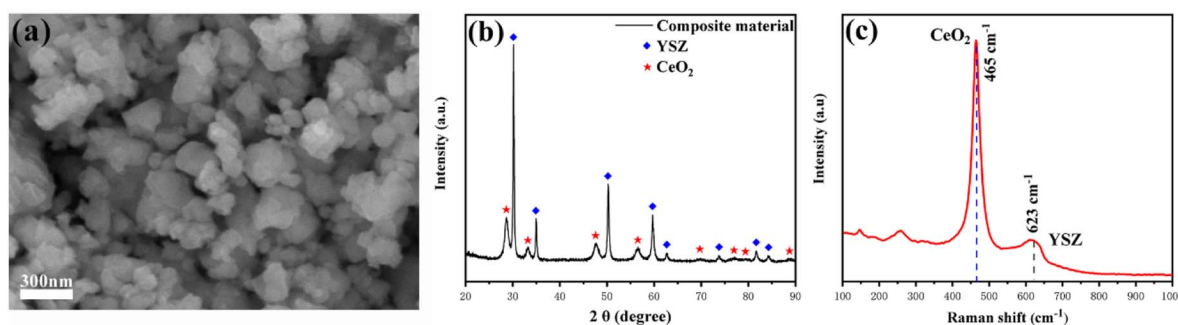 (a)
300nm
(b)
Composite material
YSZ
CeO₂
Intensity (a.u.)
20 30 40 50 60 70 80 90
2 θ (degree)
(c)
CeO₂
465 cm⁻¹
623 cm⁻¹
YSZ
Intensity (a.u)
100 200 300 400 500 600 700 800 900 100
Raman shift (cm⁻¹)